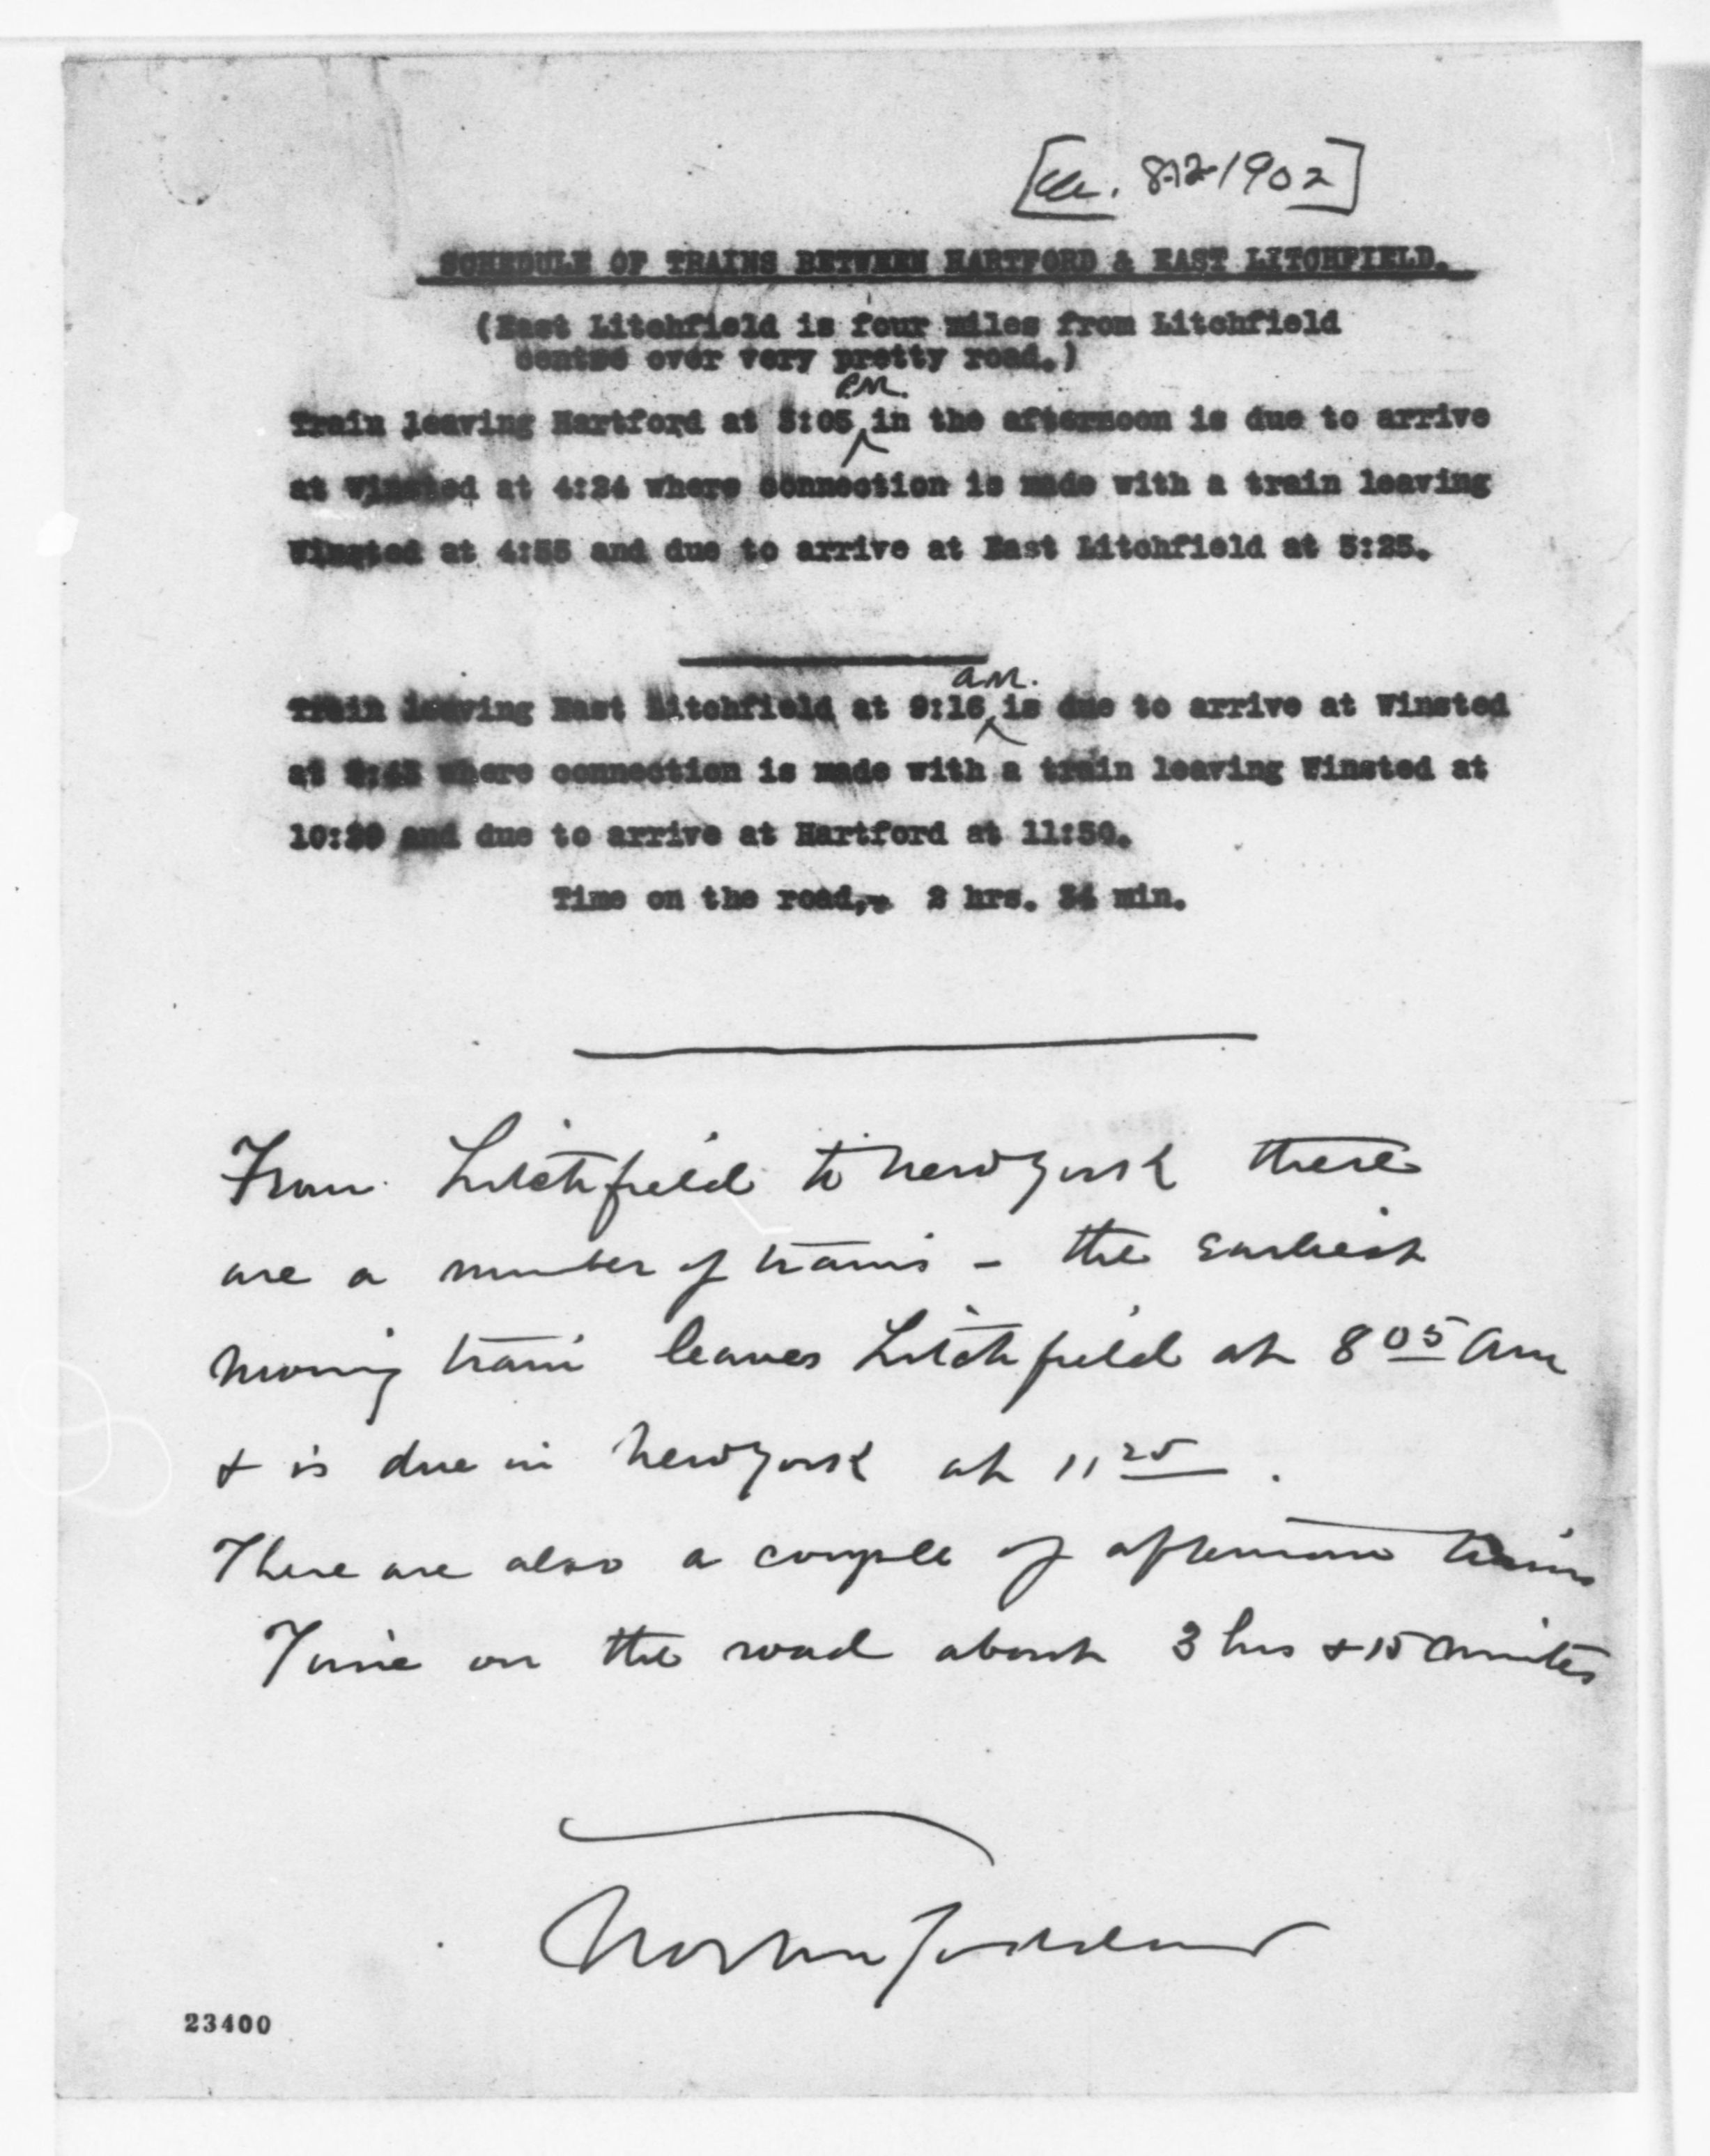 8-12-1902]
SCHEDULE OF TRAINS BETWEEN HARTFORD & EAST LITCHFIELD.
(East Litchfield is four miles from Litchfield
centre over very pretty road.)
P.M.
Train leaving Hartford at 3:05 in the afternoon is due to arrive
at Winsted at 4:34 where connection is made with a train leaving
Winsted at 4:55 and due to arrive at East Litchfield at 5:25.
a.m.
Train leaving East Litchfield at 9:16 is due to arrive at Winsted
at where connection is made with a train leaving Winsted at
and due to arrive at Hartford at 11:50.
Time on the road,- 2 hrs. 34 min.
From Litchfield to New York there
are a number of trains - the earliest
morning train leaves Litchfield at 8 05 am
+ is due in New York at 11 25.
There are also a couple of afternoon trains
Time on the road about 3 hrs + 15 minutes
23400